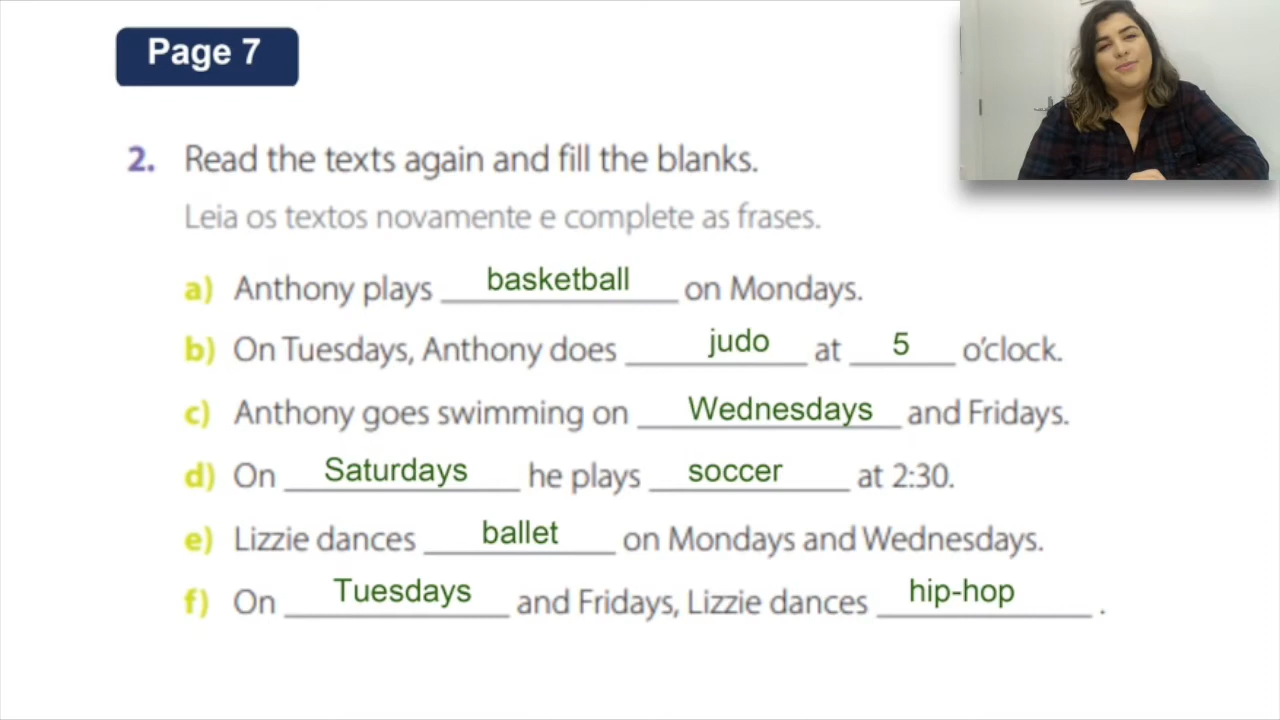 Page 7
2. Read the texts again and fill the blanks.
Leia os textos novamente e complete as frases.
a) Anthony plays basketball on Mondays.
b) On Tuesdays, Anthony does judo at 5 o'clock.
c) Anthony goes swimming on Wednesdays and Fridays.
d) On Saturdays he plays soccer at 2:30.
e) Lizzie dances ballet on Mondays and Wednesdays.
f) On Tuesdays and Fridays, Lizzie dances hip-hop .